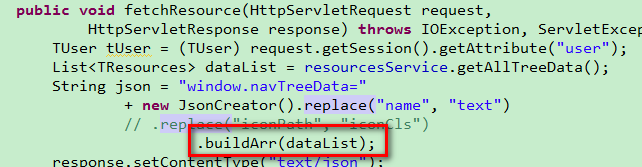 public void fetchResource(HttpServletRequest request,
HttpServletResponse response) throws IOException, ServletExcep
TUser tUser = (TUser) request.getSession().getAttribute("user");
List<TResources> dataList = resourcesService.getAllTreeData();
String json = "window.navTreeData="
+ new JsonCreator().replace("name", "text")
// .replace("iconPath", "iconCls")
.buildArr(dataList);
response.setContentType("text/json");